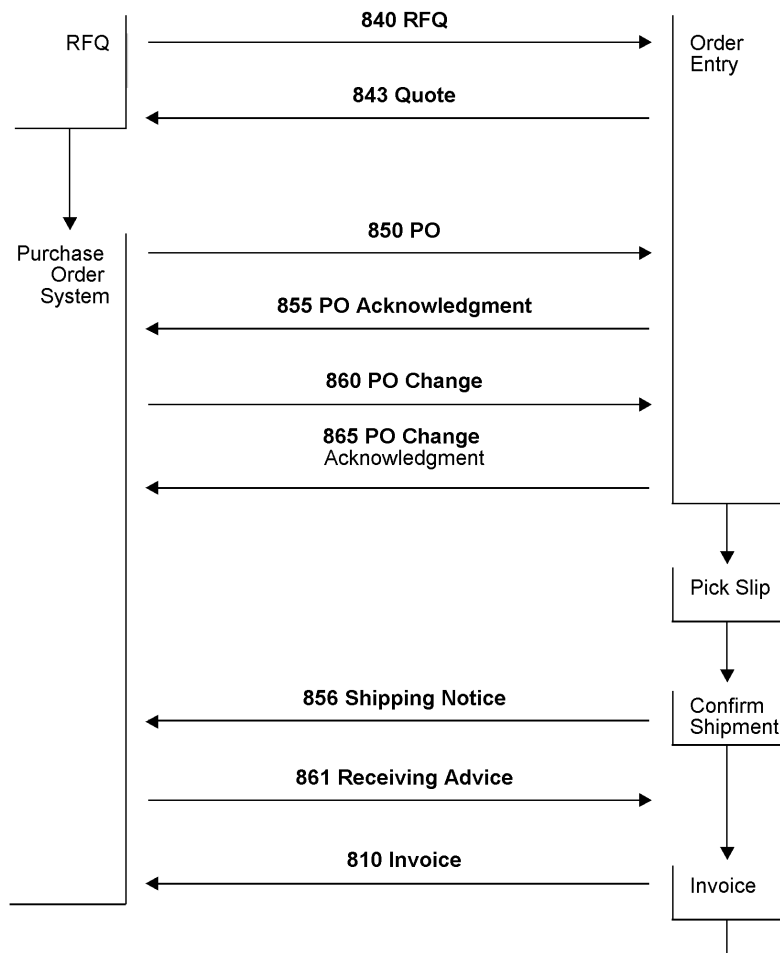 840 RFQ
RFQ
Order
Entry
843 Quote
850 PO
Purchase
Order
System
855 PO Acknowledgment
860 PO Change
865 PO Change
Acknowledgment
Pick Slip
856 Shipping Notice
Confirm
Shipment
861 Receiving Advice
810 Invoice
Invoice